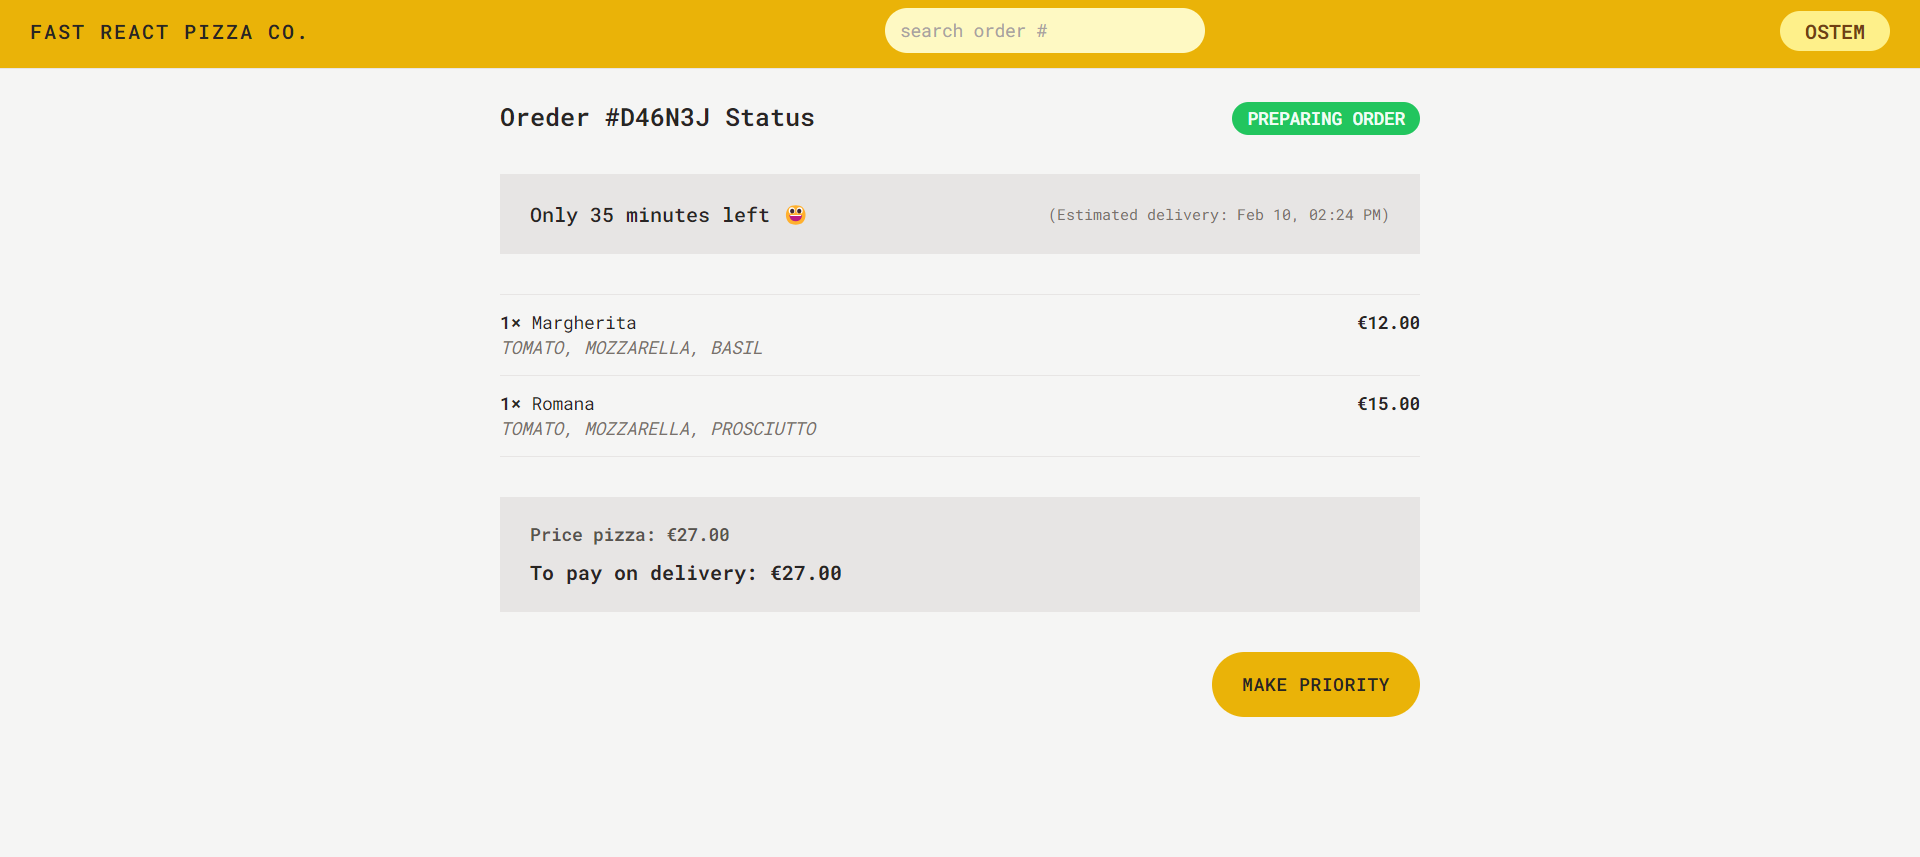 FAST REACT PIZZA CO.
search order #
OSTEM
Oreder #D46N3J Status
PREPARING ORDER
Only 35 minutes left 😀
(Estimated delivery: Feb 10, 02:24 PM)
1× Margherita
€12.00
TOMATO, MOZZARELLA, BASIL
1× Romana
€15.00
TOMATO, MOZZARELLA, PROSCIUTTO
Price pizza: €27.00
To pay on delivery: €27.00
MAKE PRIORITY